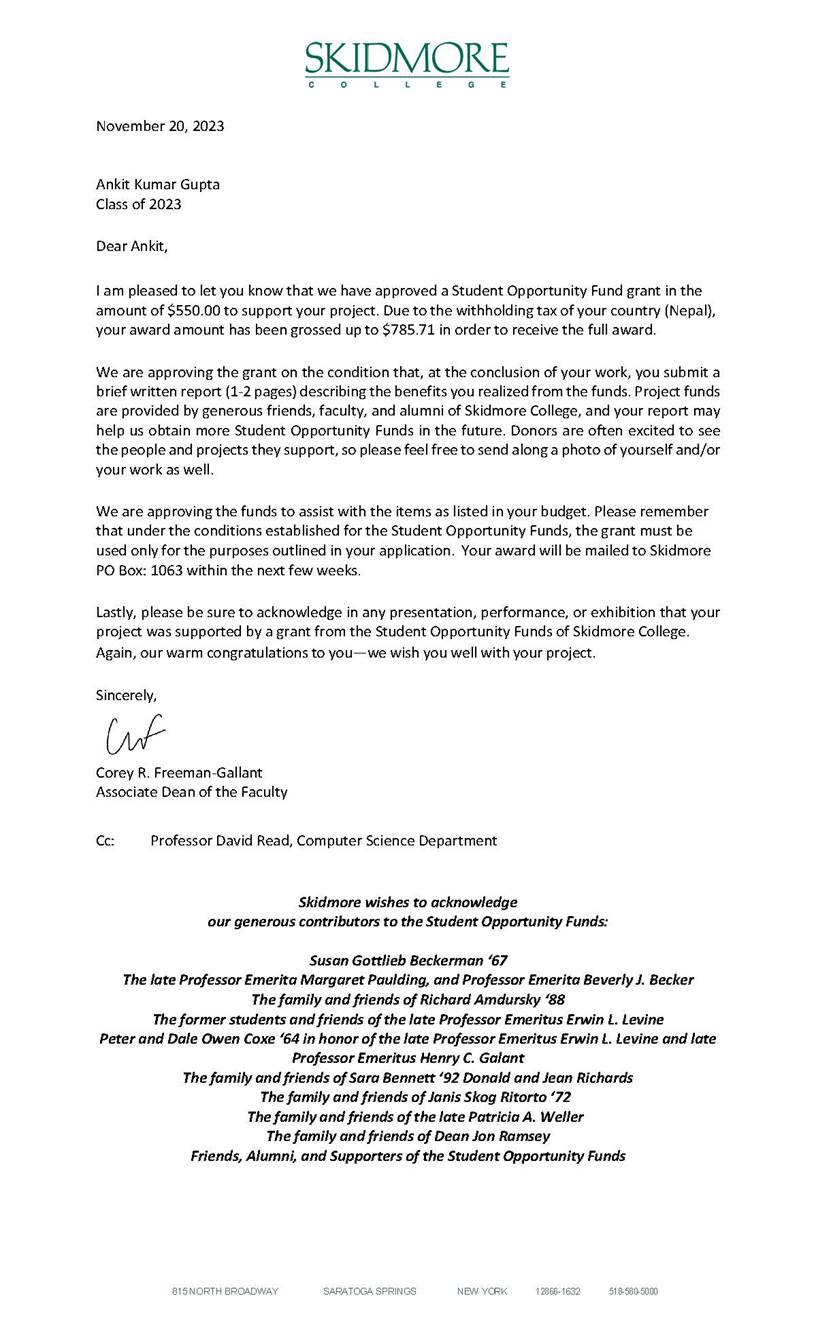 SKIDMORE
COLLEGE
November 20, 2023
Ankit Kumar Gupta
Class of 2023
Dear Ankit,
I am pleased to let you know that we have approved a Student Opportunity Fund grant in the
amount of $550.00 to support your project. Due to the withholding tax of your country (Nepal),
your award amount has been grossed up to $785.71 in order to receive the full award.
We are approving the grant on the condition that, at the conclusion of your work, you submit a
brief written report (1-2 pages) describing the benefits you realized from the funds. Project funds
are provided by generous friends, faculty, and alumni of Skidmore College, and your report may
help us obtain more Student Opportunity Funds in the future. Donors are often excited to see
the people and projects they support, so please feel free to send along a photo of yourself and/or
your work as well.
We are approving the funds to assist with the items as listed in your budget. Please remember
that under the conditions established for the Student Opportunity Funds, the grant must be
used only for the purposes outlined in your application.  Your award will be mailed to Skidmore
PO Box: 1063 within the next few weeks.
Lastly, please be sure to acknowledge in any presentation, performance, or exhibition that your
project was supported by a grant from the Student Opportunity Funds of Skidmore College.
Again, our warm congratulations to you—we wish you well with your project.
Sincerely,
Corey R. Freeman-Gallant
Associate Dean of the Faculty
Cc: Professor David Read, Computer Science Department
Skidmore wishes to acknowledge
our generous contributors to the Student Opportunity Funds:
Susan Gottlieb Beckerman ‘67
The late Professor Emerita Margaret Paulding, and Professor Emerita Beverly J. Becker
The family and friends of Richard Amdursky ‘88
The former students and friends of the late Professor Emeritus Erwin L. Levine
Peter and Dale Owen Coxe ‘64 in honor of the late Professor Emeritus Erwin L. Levine and late
Professor Emeritus Henry C. Galant
The family and friends of Sara Bennett ‘92 Donald and Jean Richards
The family and friends of Janis Skog Ritorto ‘72
The family and friends of the late Patricia A. Weller
The family and friends of Dean Jon Ramsey
Friends, Alumni, and Supporters of the Student Opportunity Funds
815 NORTH BROADWAY SARATOGA SPRINGS NEW YORK 12866-1632 518-580-5000